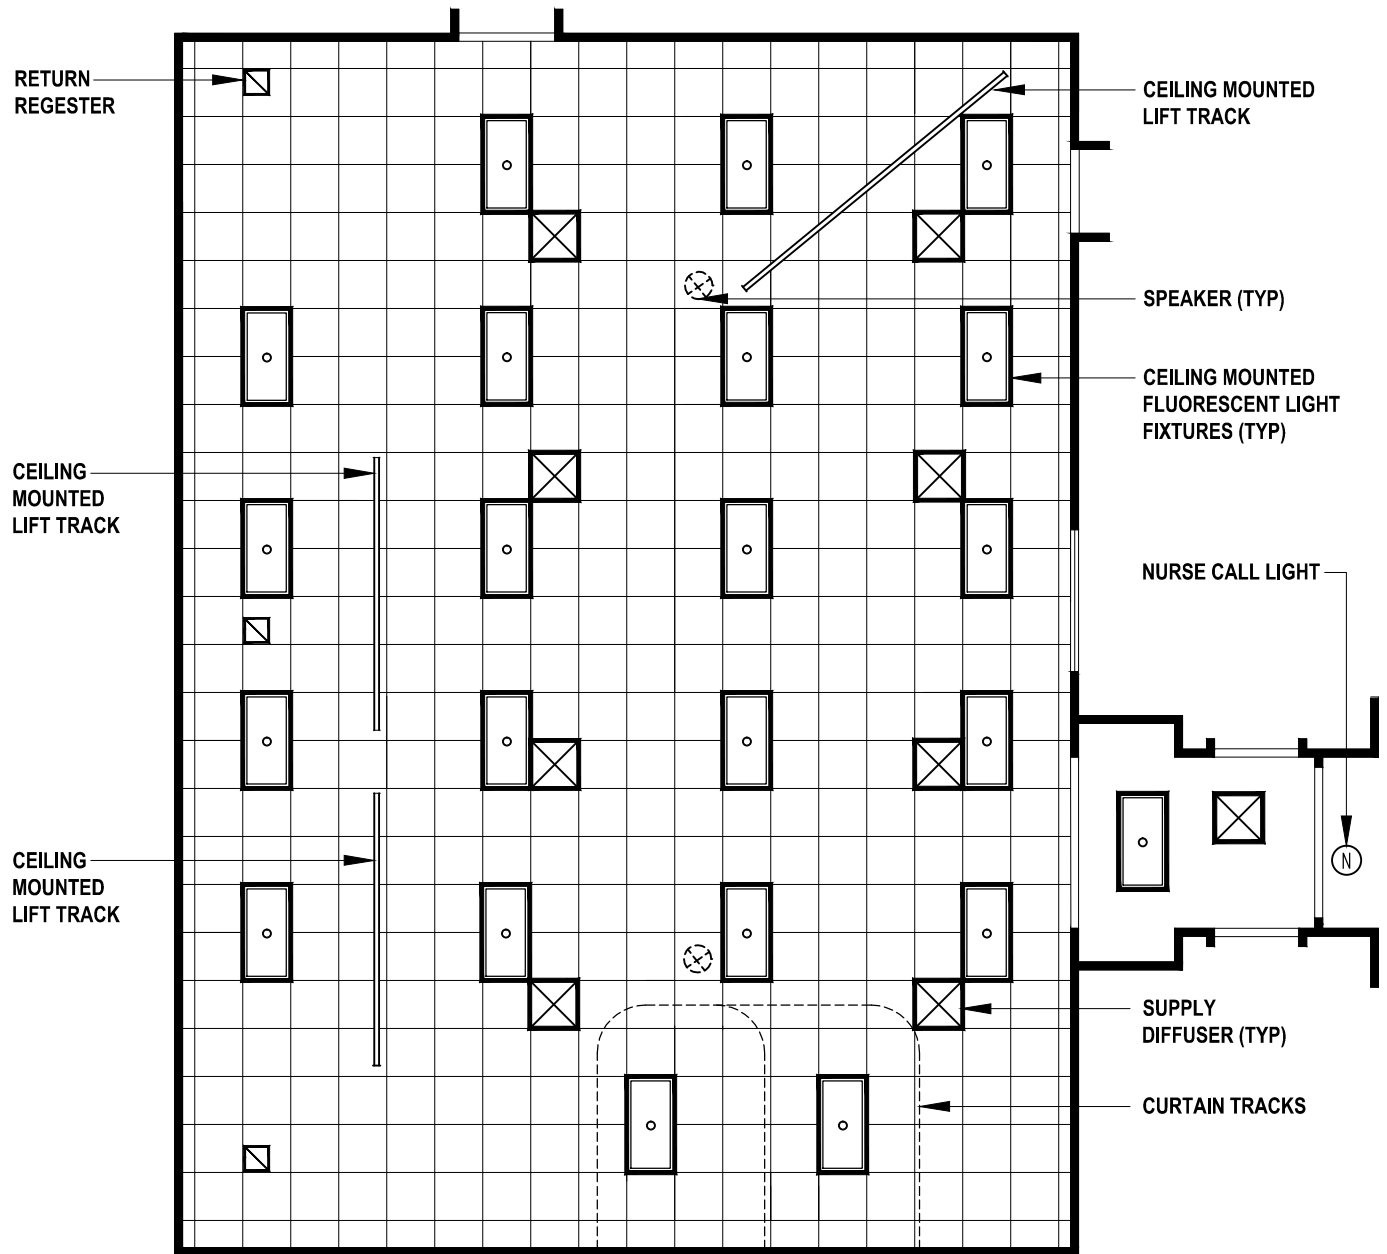 RETURN
REGESTER
CEILING MOUNTED
LIFT TRACK
SPEAKER (TYP)
CEILING MOUNTED
FLUORESCENT LIGHT
FIXTURES (TYP)
CEILING
MOUNTED
LIFT TRACK
NURSE CALL LIGHT
N
CEILING
MOUNTED
LIFT TRACK
SUPPLY
DIFFUSER (TYP)
CURTAIN TRACKS